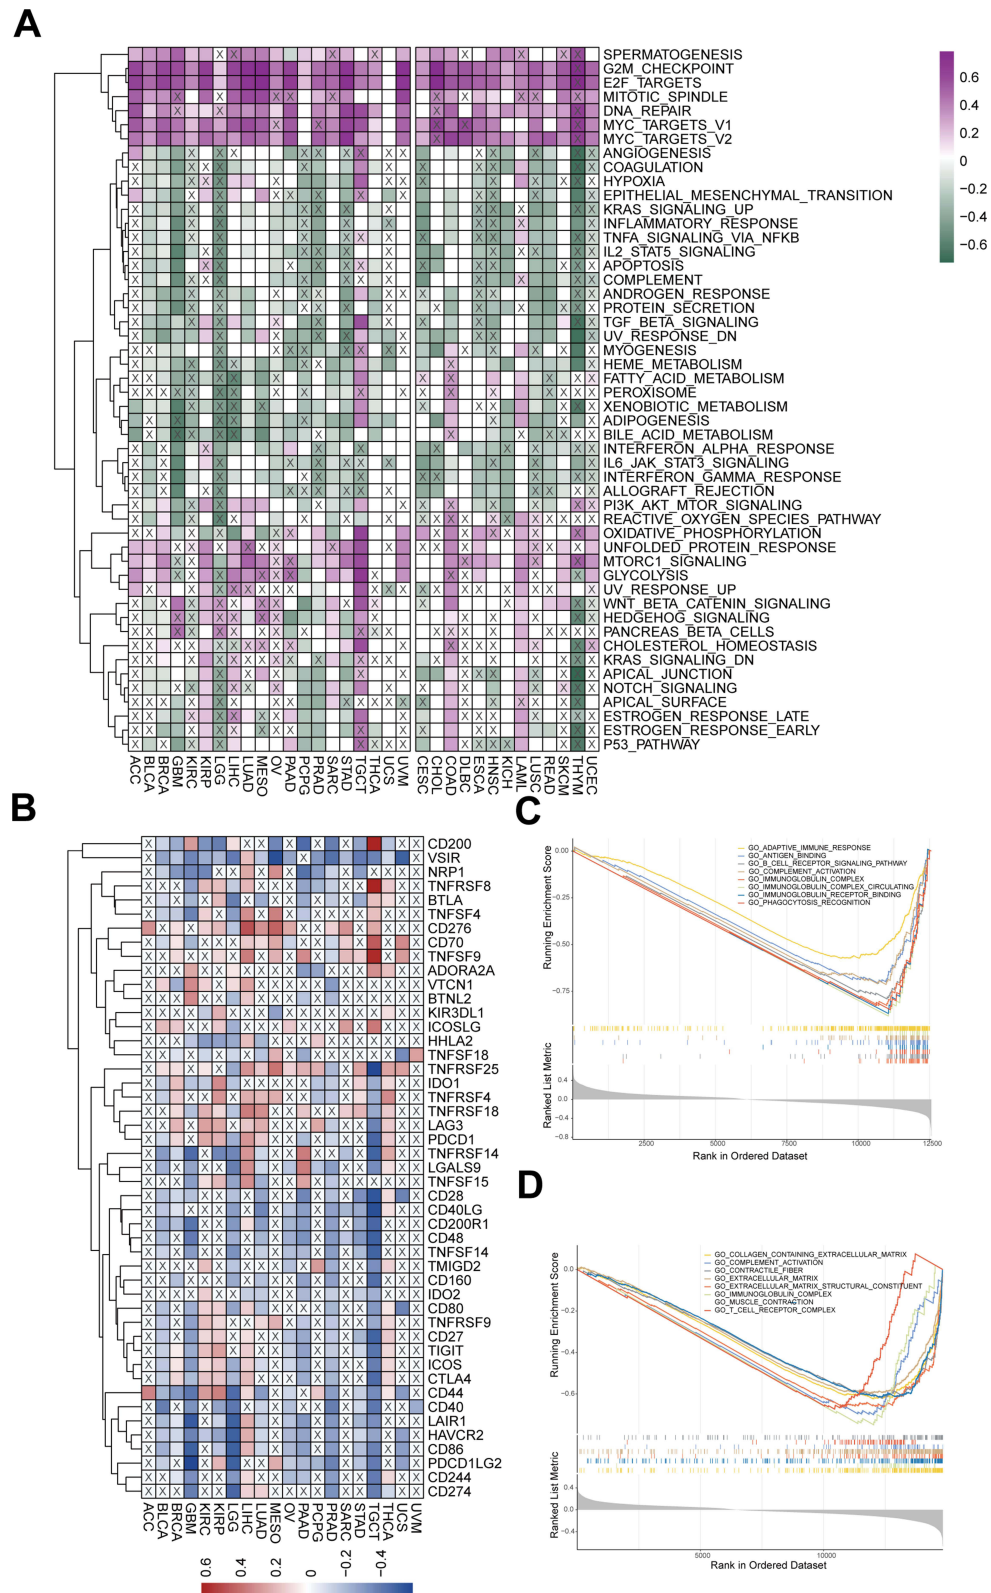 A
SPERMATOGENESIS
G2M_CHECKPOINT
E2F_TARGETS
MITOTIC_SPINDLE
DNA_REPAIR
MYC_TARGETS_V1
MYC_TARGETS_V2
ANGIOGENESIS
COAGULATION
HYPOXIA
EPITHELIAL_MESENCHYMAL_TRANSITION
KRAS_SIGNALING_UP
INFLAMMATORY_RESPONSE
TNFA_SIGNALING_VIA_NFKB
IL2_STAT5_SIGNALING
APOPTOSIS
COMPLEMENT
ANDROGEN_RESPONSE
PROTEIN_SECRETION
TGF_BETA_SIGNALING
UV_RESPONSE_DN
MYOGENESIS
HEME_METABOLISM
FATTY_ACID_METABOLISM
PEROXISOME
XENOBIOTIC_METABOLISM
ADIPOGENESIS
BILE_ACID_METABOLISM
INTERFERON_ALPHA_RESPONSE
IL6_JAK_STAT3_SIGNALING
INTERFERON_GAMMA_RESPONSE
ALLOGRAFT_REJECTION
PI3K_AKT_MTOR_SIGNALING
REACTIVE_OXYGEN_SPECIES_PATHWAY
OXIDATIVE_PHOSPHORYLATION
UNFOLDED_PROTEIN_RESPONSE
MTORC1_SIGNALING
GLYCOLYSIS
UV_RESPONSE_UP
WNT_BETA_CATENIN_SIGNALING
HEDGEHOG_SIGNALING
PANCREAS_BETA_CELLS
CHOLESTEROL_HOMEOSTASIS
KRAS_SIGNALING_DN
APICAL_JUNCTION
NOTCH_SIGNALING
APICAL_SURFACE
ESTROGEN_RESPONSE_LATE
ESTROGEN_RESPONSE_EARLY
P53_PATHWAY
0.6
0.4
0.2
0
−0.2
−0.4
−0.6
ACC BLCA BRCA GBM KIRC KIRP LGG LIHC LUAD MESO OV PAAD PCPG PRAD SARC STAD TGCT THCA UCS UVM CESC CHOL COAD DLBC ESCA HNSC KICH LAML LUSC READ SKCM THYM UCEC
B
CD200
VSIR
NRP1
TNFRSF8
BTLA
TNFSF4
CD276
CD70
TNFSF9
ADORA2A
VTCN1
BTNL2
KIR3DL1
ICOSLG
HHLA2
TNFSF18
TNFRSF25
IDO1
TNFRSF4
TNFRSF18
LAG3
PDCD1
TNFRSF14
LGALS9
TNFSF15
CD28
CD40LG
CD200R1
CD48
TNFSF14
TMIGD2
CD160
IDO2
CD80
TNFRSF9
CD27
TIGIT
ICOS
CTLA4
CD44
CD40
LAIR1
HAVCR2
CD86
PDCD1LG2
CD244
CD274
ACC BLCA BRCA GBM KIRC KIRP LGG LIHC LUAD MESO OV PAAD PCPG PRAD SARC STAD TGCT THCA UCS UVM
0.6 0.4 0.2 0 −0.2 −0.4
C
Running Enrichment Score
0.00
−0.25
−0.50
−0.75
GO_ADAPTIVE_IMMUNE_RESPONSE
GO_ANTIGEN_BINDING
GO_B_CELL_RECEPTOR_SIGNALING_PATHWAY
GO_COMPLEMENT_ACTIVATION
GO_IMMUNOGLOBULIN_COMPLEX
GO_IMMUNOGLOBULIN_COMPLEX_CIRCULATING
GO_IMMUNOGLOBULIN_RECEPTOR_BINDING
GO_PHAGOCYTOSIS_RECOGNITION
Ranked List Metric
0.4
0.0
−0.4
−0.8
2500 5000 7500 10000 12500
Rank in Ordered Dataset
D
Running Enrichment Score
0.0
−0.2
−0.4
−0.6
GO_COLLAGEN_CONTAINING_EXTRACELLULAR_MATRIX
GO_COMPLEMENT_ACTIVATION
GO_CONTRACTILE_FIBER
GO_EXTRACELLULAR_MATRIX
GO_EXTRACELLULAR_MATRIX_STRUCTURAL_CONSTITUENT
GO_IMMUNOGLOBULIN_COMPLEX
GO_MUSCLE_CONTRACTION
GO_T_CELL_RECEPTOR_COMPLEX
Ranked List Metric
0.4
0.0
−0.4
5000 10000
Rank in Ordered Dataset